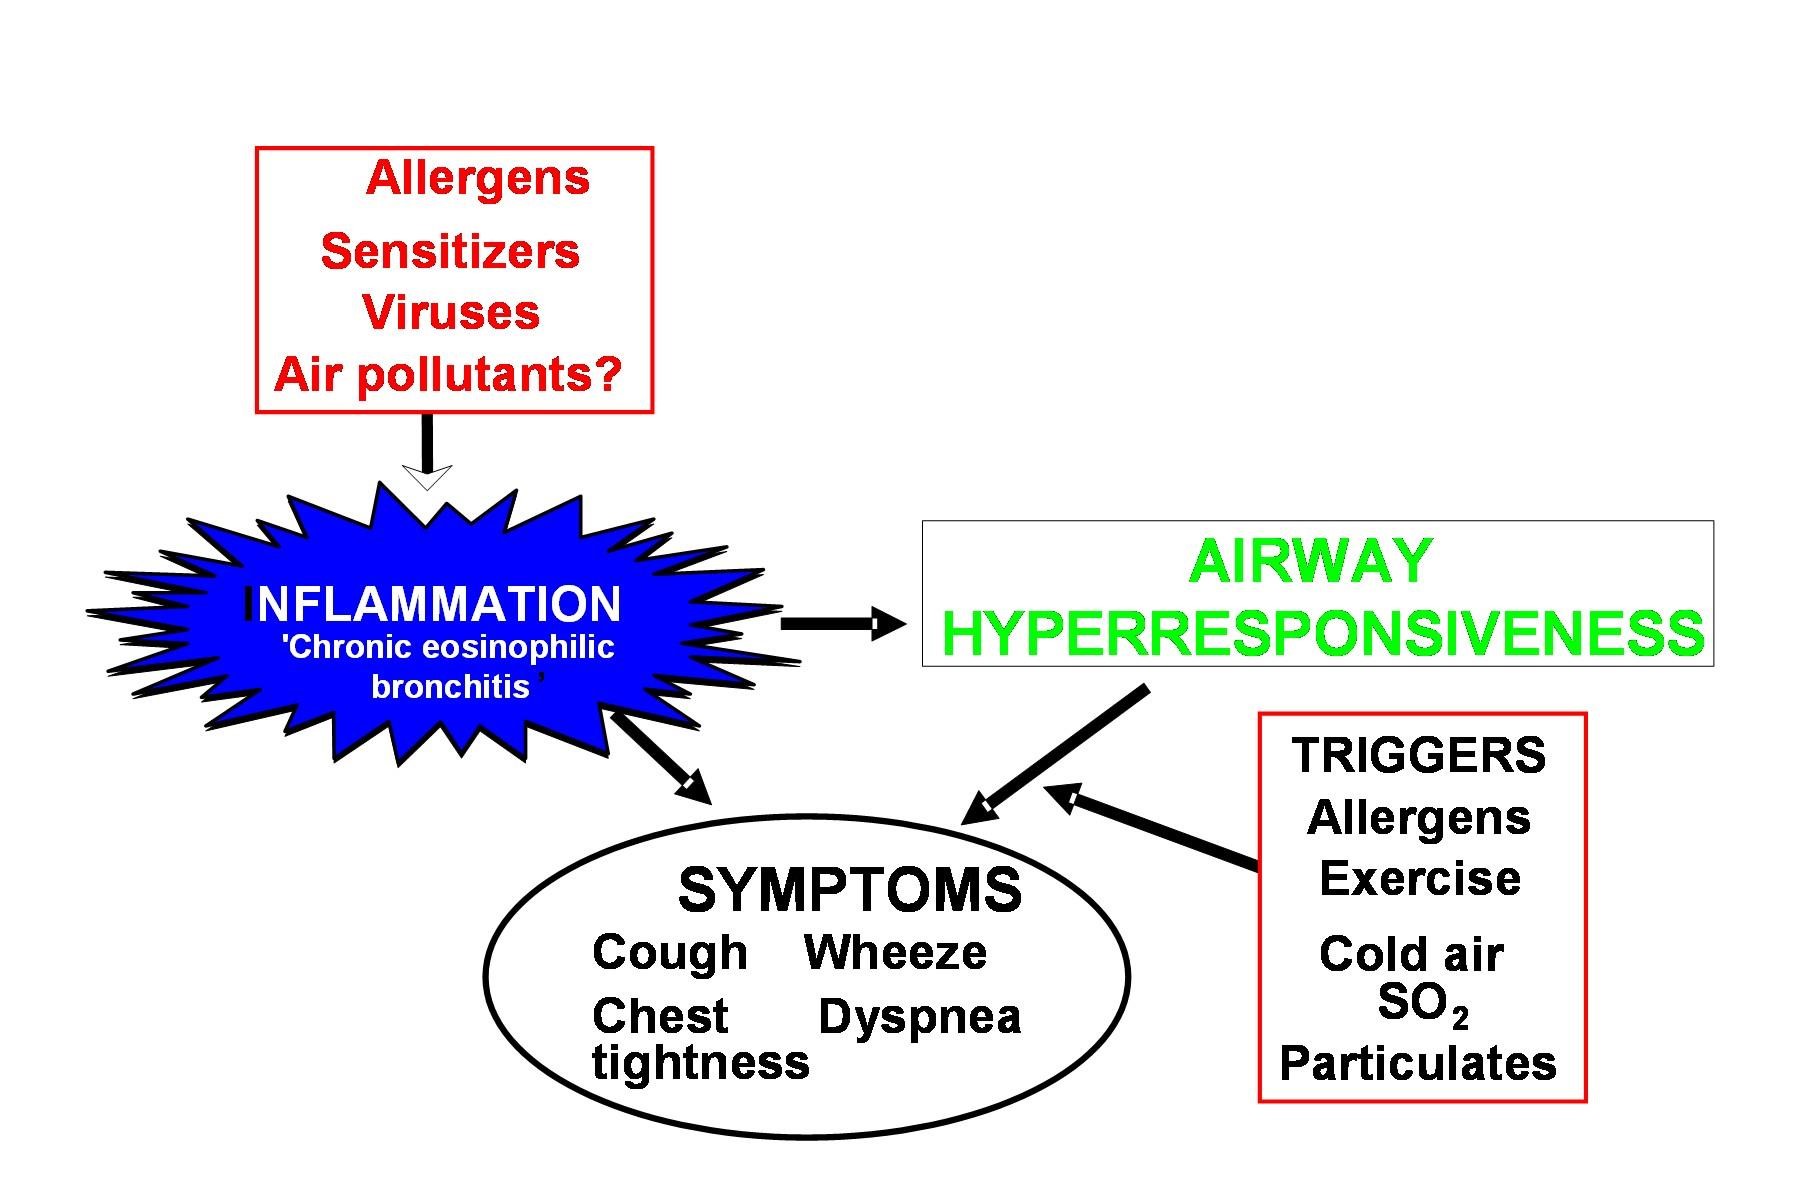 Allergens
Sensitizers
Viruses
Air pollutants?
INFLAMMATION
'Chronic eosinophilic
bronchitis’
AIRWAY
HYPERRESPONSIVENESS
TRIGGERS
Allergens
Exercise
Cold air
SO₂
Particulates
SYMPTOMS
Cough Wheeze
Chest Dyspnea
tightness